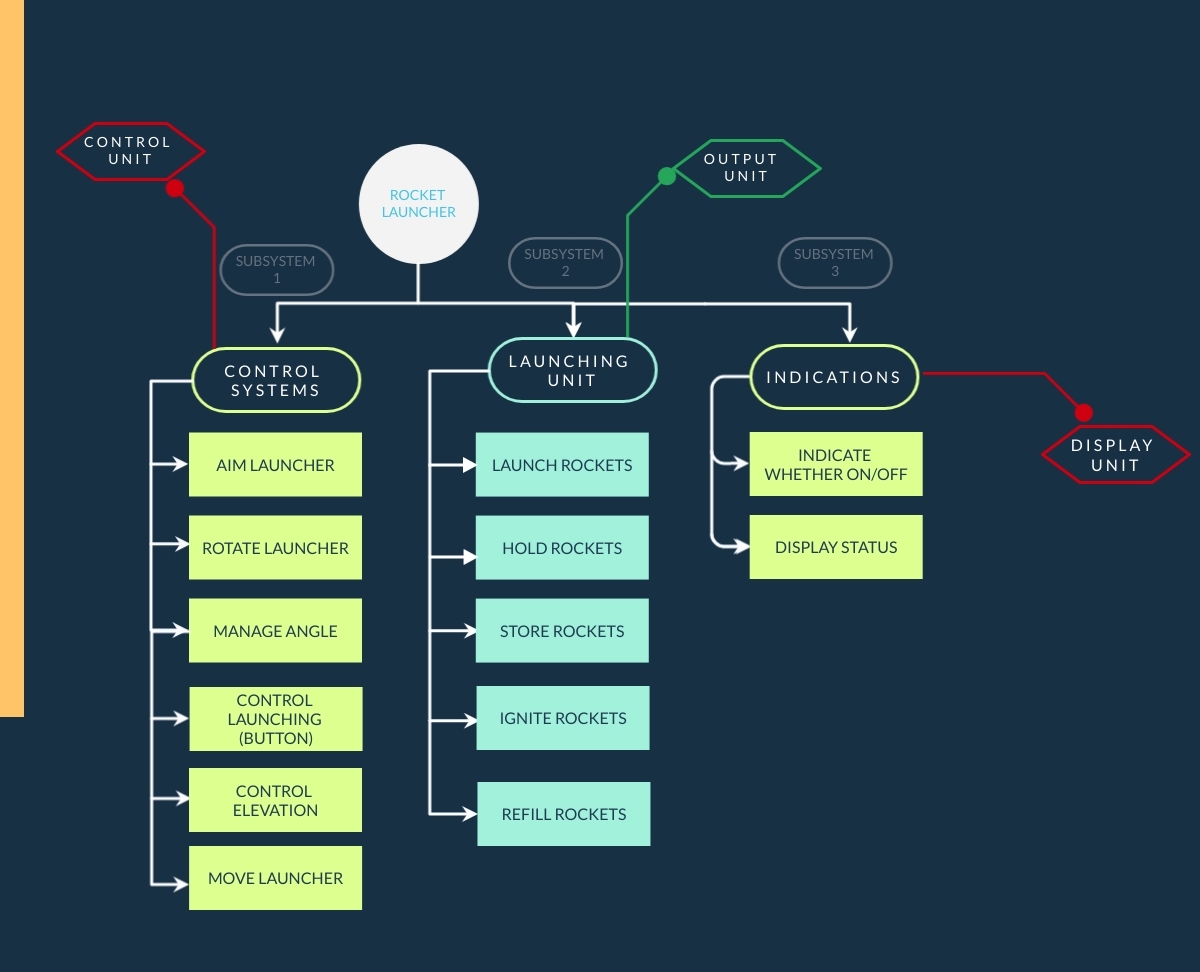 CONTROL
UNIT
OUTPUT
UNIT
ROCKET
LAUNCHER
SUBSYSTEM
1
SUBSYSTEM
2
SUBSYSTEM
3
CONTROL
SYSTEMS
AIM LAUNCHER
ROTATE LAUNCHER
MANAGE ANGLE
CONTROL
LAUNCHING
(BUTTON)
CONTROL
ELEVATION
MOVE LAUNCHER
LAUNCHING
UNIT
LAUNCH ROCKETS
HOLD ROCKETS
STORE ROCKETS
IGNITE ROCKETS
REFILL ROCKETS
INDICATIONS
INDICATE
WHETHER ON/OFF
DISPLAY STATUS
DISPLAY
UNIT